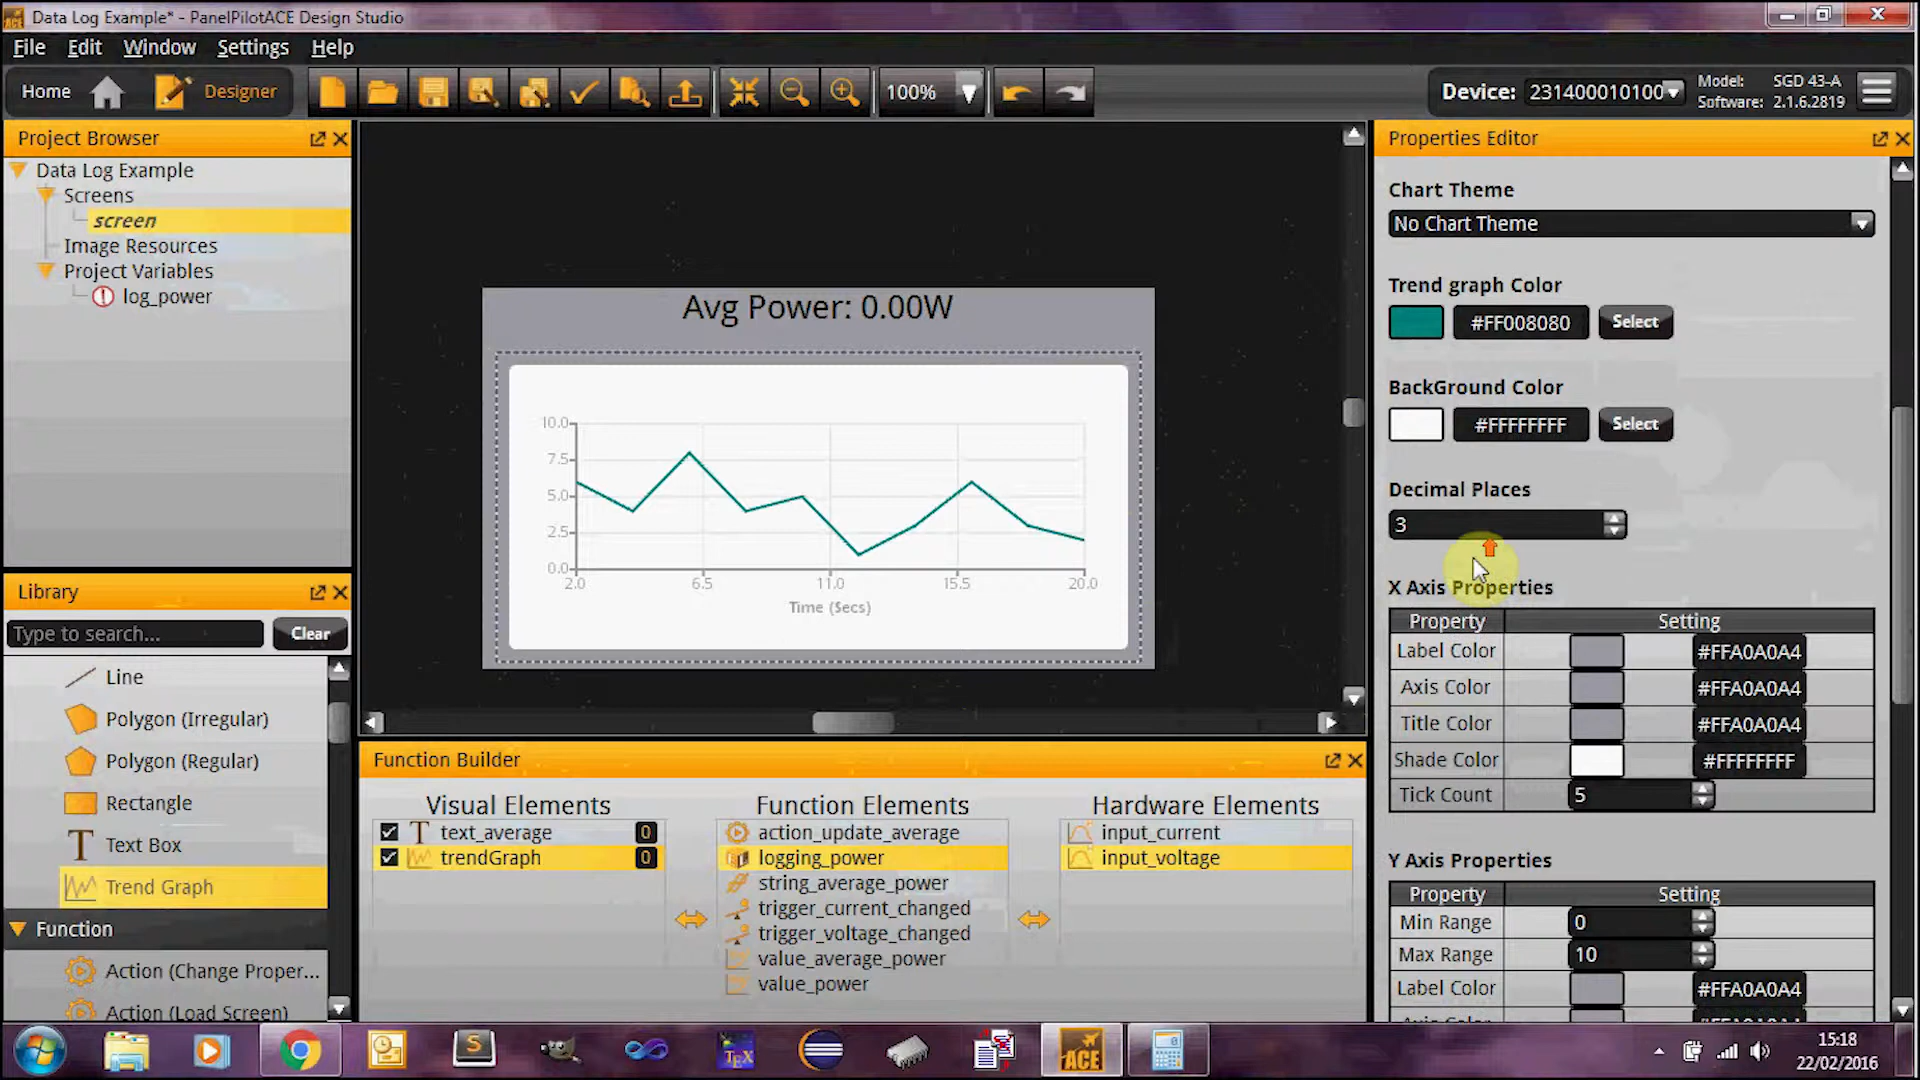 Data Log Example* - PanelPilotACE Design Studio
File Edit Window Settings Help
Home Designer 100% Device: 231400010100 Model: SGD 43-A
Software: 2.1.6.2819
Project Browser
Data Log Example
Screens
screen
Image Resources
Project Variables
log_power
Library
Type to search... Clear
Line
Polygon (Irregular)
Polygon (Regular)
Rectangle
Text Box
Trend Graph
Function
Action (Change Proper...
Action (Load Screen)
Avg Power: 0.00W
10.0
7.5
5.0
2.5
0.0
2.0 6.5 11.0 15.5 20.0
Time (Secs)
Function Builder
Visual Elements Function Elements Hardware Elements
text_average 0 action_update_average input_current
trendGraph 0 logging_power input_voltage
string_average_power
trigger_current_changed
trigger_voltage_changed
value_average_power
value_power
Properties Editor
Chart Theme
No Chart Theme
Trend graph Color
#FF008080 Select
BackGround Color
#FFFFFFFF Select
Decimal Places
3
X Axis Properties
Property Setting
Label Color #FFA0A0A4
Axis Color #FFA0A0A4
Title Color #FFA0A0A4
Shade Color #FFFFFFFF
Tick Count 5
Y Axis Properties
Property Setting
Min Range 0
Max Range 10
Label Color #FFA0A0A4
S TEX ACE
15:18
22/02/2016